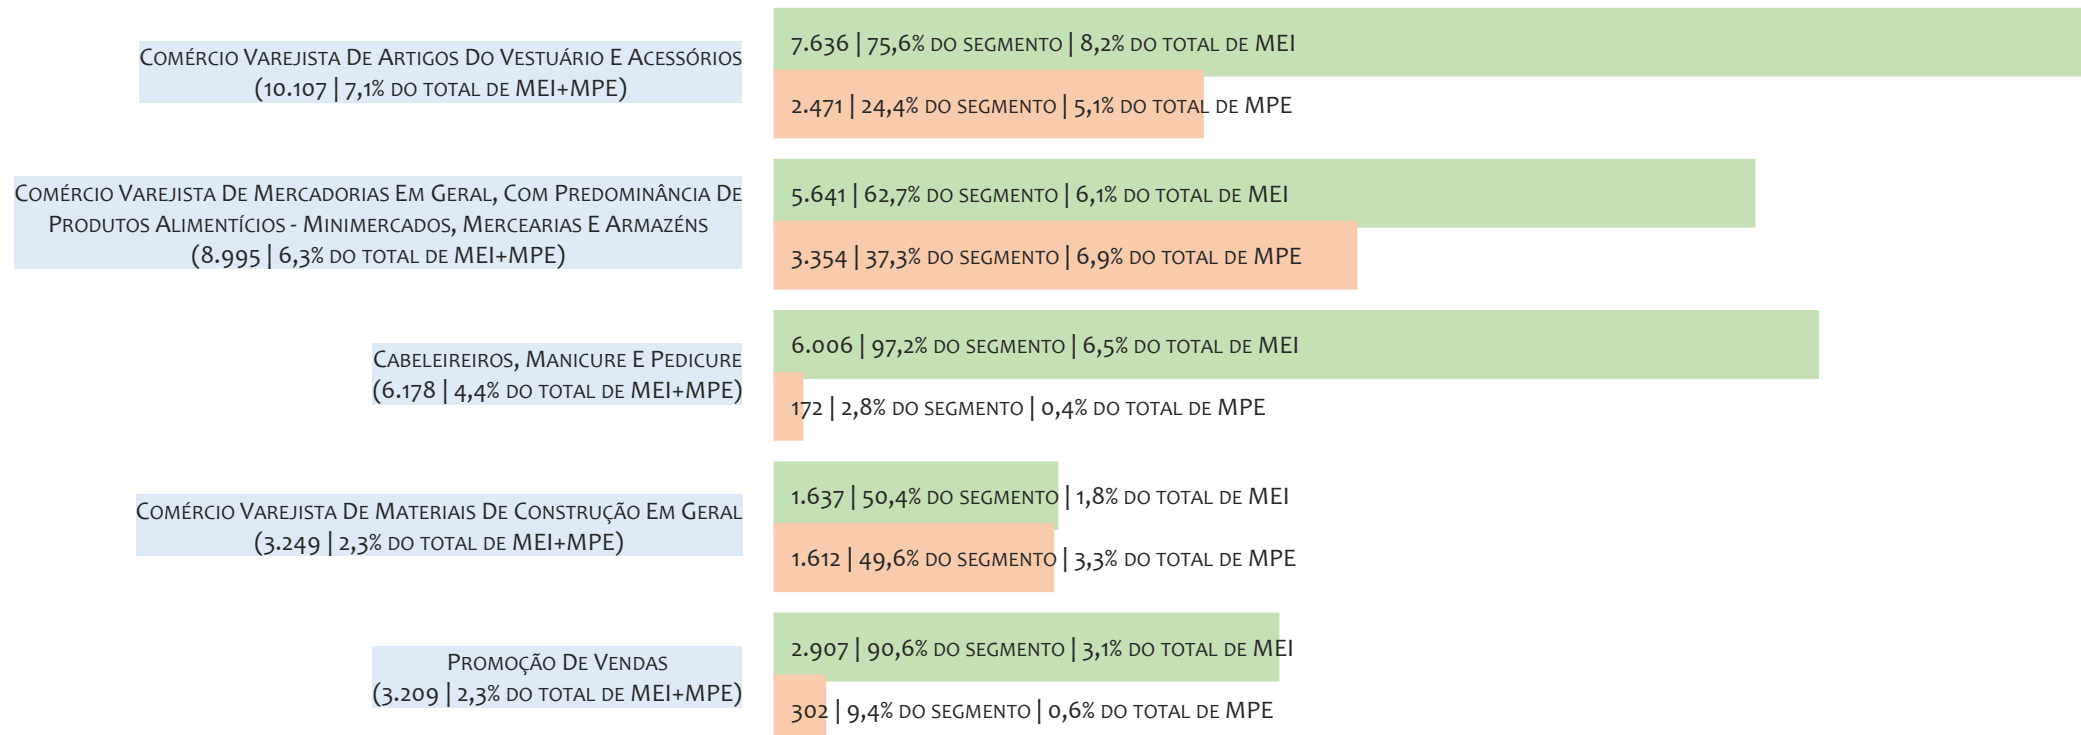 Comércio Varejista De Artigos Do Vestuário E Acessórios
(10.107 | 7,1% do total de MEI+MPE)
7.636 | 75,6% do segmento | 8,2% do total de MEI
2.471 | 24,4% do segmento | 5,1% do total de MPE
Comércio Varejista De Mercadorias Em Geral, Com Predominância De
Produtos Alimentícios - Minimercados, Mercearias E Armazéns
(8.995 | 6,3% do total de MEI+MPE)
5.641 | 62,7% do segmento | 6,1% do total de MEI
3.354 | 37,3% do segmento | 6,9% do total de MPE
Cabeleireiros, Manicure E Pedicure
(6.178 | 4,4% do total de MEI+MPE)
6.006 | 97,2% do segmento | 6,5% do total de MEI
172 | 2,8% do segmento | 0,4% do total de MPE
Comércio Varejista De Materiais De Construção Em Geral
(3.249 | 2,3% do total de MEI+MPE)
1.637 | 50,4% do segmento | 1,8% do total de MEI
1.612 | 49,6% do segmento | 3,3% do total de MPE
Promoção De Vendas
(3.209 | 2,3% do total de MEI+MPE)
2.907 | 90,6% do segmento | 3,1% do total de MEI
302 | 9,4% do segmento | 0,6% do total de MPE